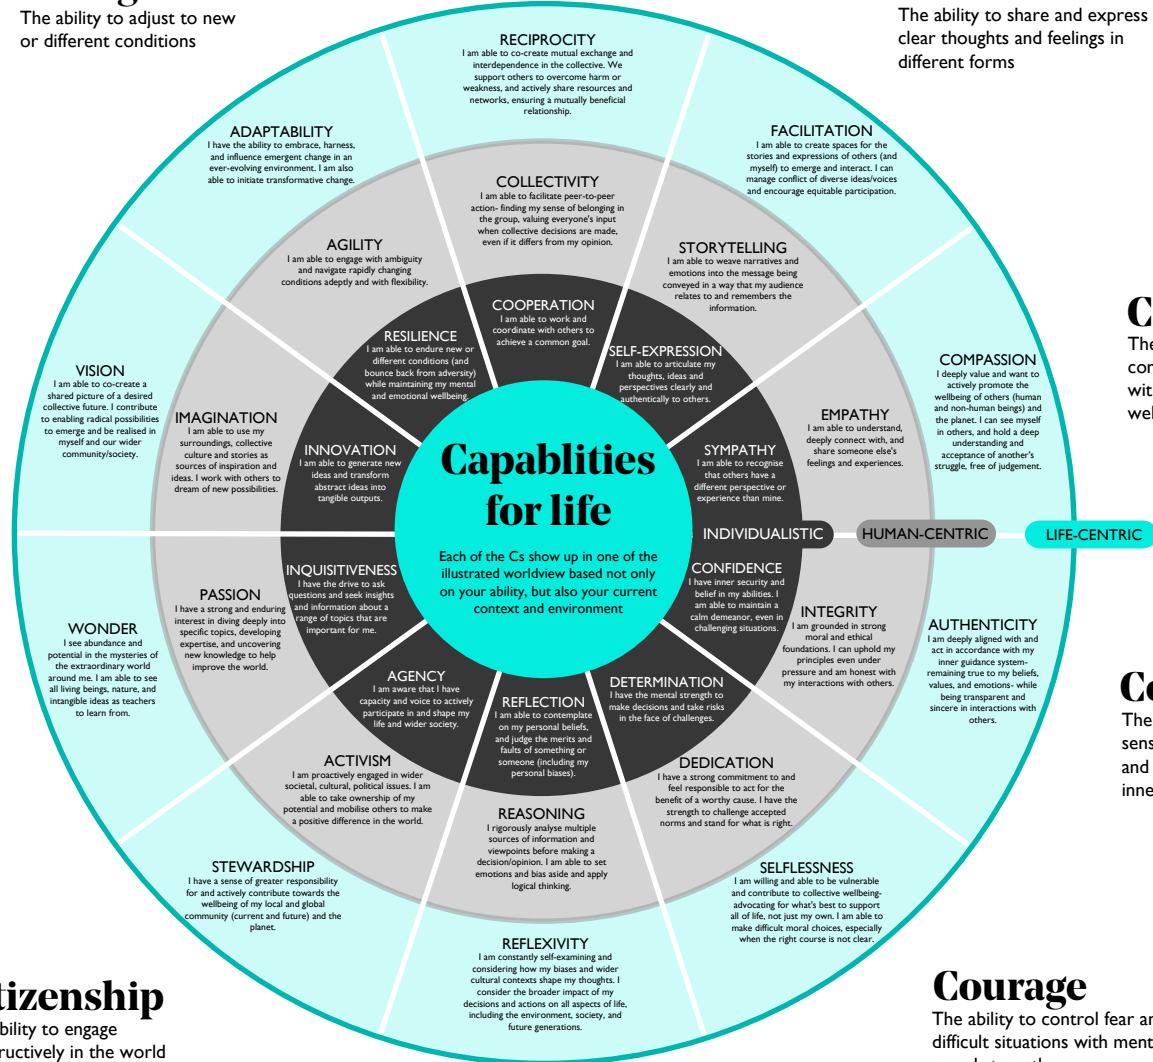 The ability to adjust to new
or different conditions
The ability to share and express
clear thoughts and feelings in
different forms
RECIPROCITY
I am able to co-create mutual exchange and
interdependence in the collective. We
support others to overcome harm or
weakness, and actively share resources and
networks, ensuring a mutually beneficial
relationship.
ADAPTABILITY
I have the ability to embrace, harness,
and influence emergent change in an
ever-evolving environment. I am also
able to initiate transformative change.
FACILITATION
I am able to create spaces for the
stories and expressions of others (and
myself) to emerge and interact. I can
manage conflict of diverse ideas/voices
and encourage equitable participation.
COLLECTIVITY
I am able to facilitate peer-to-peer
action- finding my sense of belonging in
the group, valuing everyone's input
when collective decisions are made,
even if it differs from my opinion.
AGILITY
I am able to engage with ambiguity
and navigate rapidly changing
conditions adeptly and with flexibility.
STORYTELLING
I am able to weave narratives and
emotions into the message being
conveyed in a way that my audience
relates to and remembers the
information.
COOPERATION
I am able to work and
coordinate with others to
achieve a common goal.
RESILIENCE
I am able to endure new or
different conditions (and
bounce back from adversity)
while maintaining my mental
and emotional wellbeing.
SELF-EXPRESSION
I am able to articulate my
thoughts, ideas and
perspectives clearly and
authentically to others.
VISION
I am able to co-create a
shared picture of a desired
collective future. I contribute
to enabling radical possibilities
to emerge and be realised in
myself and our wider
community/society.
IMAGINATION
I am able to use my
surroundings, collective
culture and stories as
sources of inspiration and
ideas. I work with others to
dream of new possibilities.
INNOVATION
I am able to generate new
ideas and transform
abstract ideas into
tangible outputs.
SYMPATHY
I am able to recognise
that others have a
different perspective or
experience than mine.
EMPATHY
I am able to understand,
deeply connect with, and
share someone else's
feelings and experiences.
COMPASSION
I deeply value and want to
actively promote the
wellbeing of others (human
and non-human beings) and
the planet. I can see myself
in others, and hold a deep
understanding and
acceptance of another's
struggle, free of judgement.
C
The
con
wit
wel
Capablities
for life
Each of the Cs show up in one of the
illustrated worldview based not only
on your ability, but also your current
context and environment
INDIVIDUALISTIC
HUMAN-CENTRIC
LIFE-CENTRIC
INQUISITIVENESS
I have the drive to ask
questions and seek insights
and information about a
range of topics that are
important for me.
PASSION
I have a strong and enduring
interest in diving deeply into
specific topics, developing
expertise, and uncovering
new knowledge to help
improve the world.
WONDER
I see abundance and
potential in the mysteries of
the extraordinary world
around me. I am able to see
all living beings, nature, and
intangible ideas as teachers
to learn from.
CONFIDENCE
I have inner security and
belief in my abilities. I
am able to maintain a
calm demeanor, even in
challenging situations.
INTEGRITY
I am grounded in strong
moral and ethical
foundations. I can uphold my
principles even under
pressure and am honest with
my interactions with others.
AUTHENTICITY
I am deeply aligned with and
act in accordance with my
inner guidance system-
remaining true to my beliefs,
values, and emotions- while
being transparent and
sincere in interactions with
others.
The
sens
and
inne
AGENCY
I am aware that I have
capacity and voice to actively
participate in and shape my
life and wider society.
REFLECTION
I am able to contemplate
on my personal beliefs,
and judge the merits and
faults of something or
someone (including my
personal biases).
DETERMINATION
I have the mental strength to
make decisions and take risks
in the face of challenges.
ACTIVISM
I am proactively engaged in wider
societal, cultural, political issues. I am
able to take ownership of my
potential and mobilise others to make
a positive difference in the world.
DEDICATION
I have a strong commitment to and
feel responsible to act for the
benefit of a worthy cause. I have the
strength to challenge accepted
norms and stand for what is right.
REASONING
I rigorously analyse multiple
sources of information and
viewpoints before making a
decision/opinion. I am able to set
emotions and bias aside and apply
logical thinking.
STEWARDSHIP
I have a sense of greater responsibility
for and actively contribute towards the
wellbeing of my local and global
community (current and future) and the
planet.
SELFLESSNESS
I am willing and able to be vulnerable
and contribute to collective wellbeing-
advocating for what's best to support
all of life, not just my own. I am able to
make difficult moral choices, especially
when the right course is not clear.
REFLEXIVITY
I am constantly self-examining and
considering how my biases and wider
cultural contexts shape my thoughts. I
consider the broader impact of my
decisions and actions on all aspects of life,
including the environment, society, and
future generations.
tizenship
bility to engage
ructively in the world
Courage
The ability to control fear an
difficult situations with ment